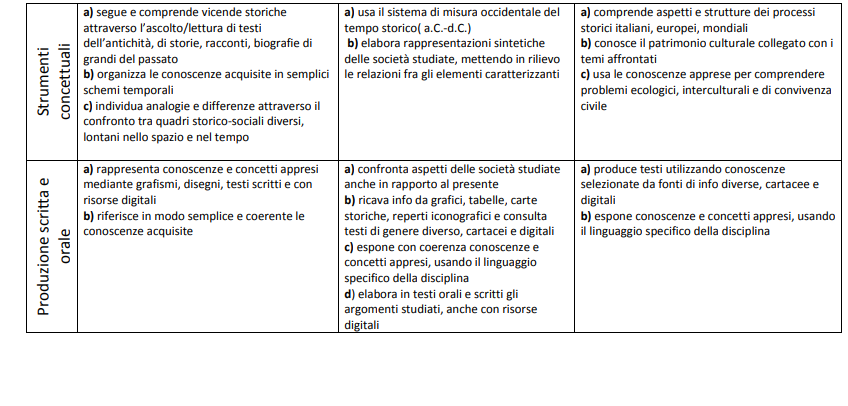 Strumenti
concettuali
a) segue e comprende vicende storiche
attraverso l'ascolto/lettura di testi
dell'antichità, di storie, racconti, biografie di
grandi del passato
b) organizza le conoscenze acquisite in semplici
schemi temporali
c) individua analogie e differenze attraverso il
confronto tra quadri storico-sociali diversi,
lontani nello spazio e nel tempo
a) usa il sistema di misura occidentale del
tempo storico( a.C.-d.C.)
b) elabora rappresentazioni sintetiche
delle società studiate, mettendo in rilievo
le relazioni fra gli elementi caratterizzanti
a) comprende aspetti e strutture dei processi
storici italiani, europei, mondiali
b) conosce il patrimonio culturale collegato con i
temi affrontati
c) usa le conoscenze apprese per comprendere
problemi ecologici, interculturali e di convivenza
civile
Produzione scritta e
orale
a) rappresenta conoscenze e concetti appresi
mediante grafismi, disegni, testi scritti e con
risorse digitali
b) riferisce in modo semplice e coerente le
conoscenze acquisite
a) confronta aspetti delle società studiate
anche in rapporto al presente
b) ricava info da grafici, tabelle, carte
storiche, reperti iconografici e consulta
testi di genere diverso, cartacei e digitali
c) espone con coerenza conoscenze e
concetti appresi, usando il linguaggio
specifico della disciplina
d) elabora in testi orali e scritti gli
argomenti studiati, anche con risorse
digitali
a) produce testi utilizzando conoscenze
selezionate da fonti di info diverse, cartacee e
digitali
b) espone conoscenze e concetti appresi, usando
il linguaggio specifico della disciplina